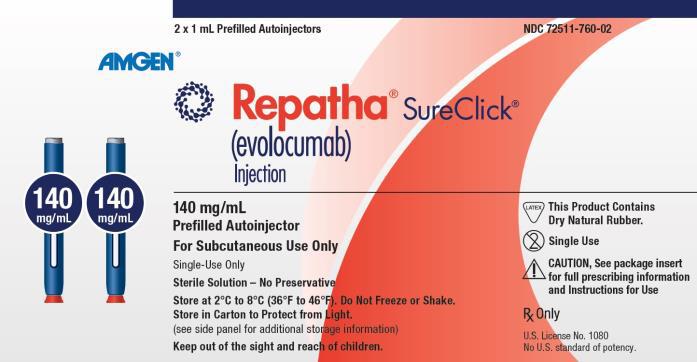 2 x 1 mL Prefilled Autoinjectors
NDC 72511-760-02
AMGEN®
Repatha® SureClick®
(evolocumab)
Injection
140
mg/mL
140
mg/mL
140 mg/mL
Prefilled Autoinjector
For Subcutaneous Use Only
Single-Use Only
Sterile Solution – No Preservative
Store at 2°C to 8°C (36°F to 46°F). Do Not Freeze or Shake.
Store in Carton to Protect from Light.
(see side panel for additional storage information)
Keep out of the sight and reach of children.
LATEX
This Product Contains
Dry Natural Rubber.
2
Single Use
! CAUTION, See package insert
for full prescribing information
and Instructions for Use
Rx Only
U.S. License No. 1080
No U.S. standard of potency.